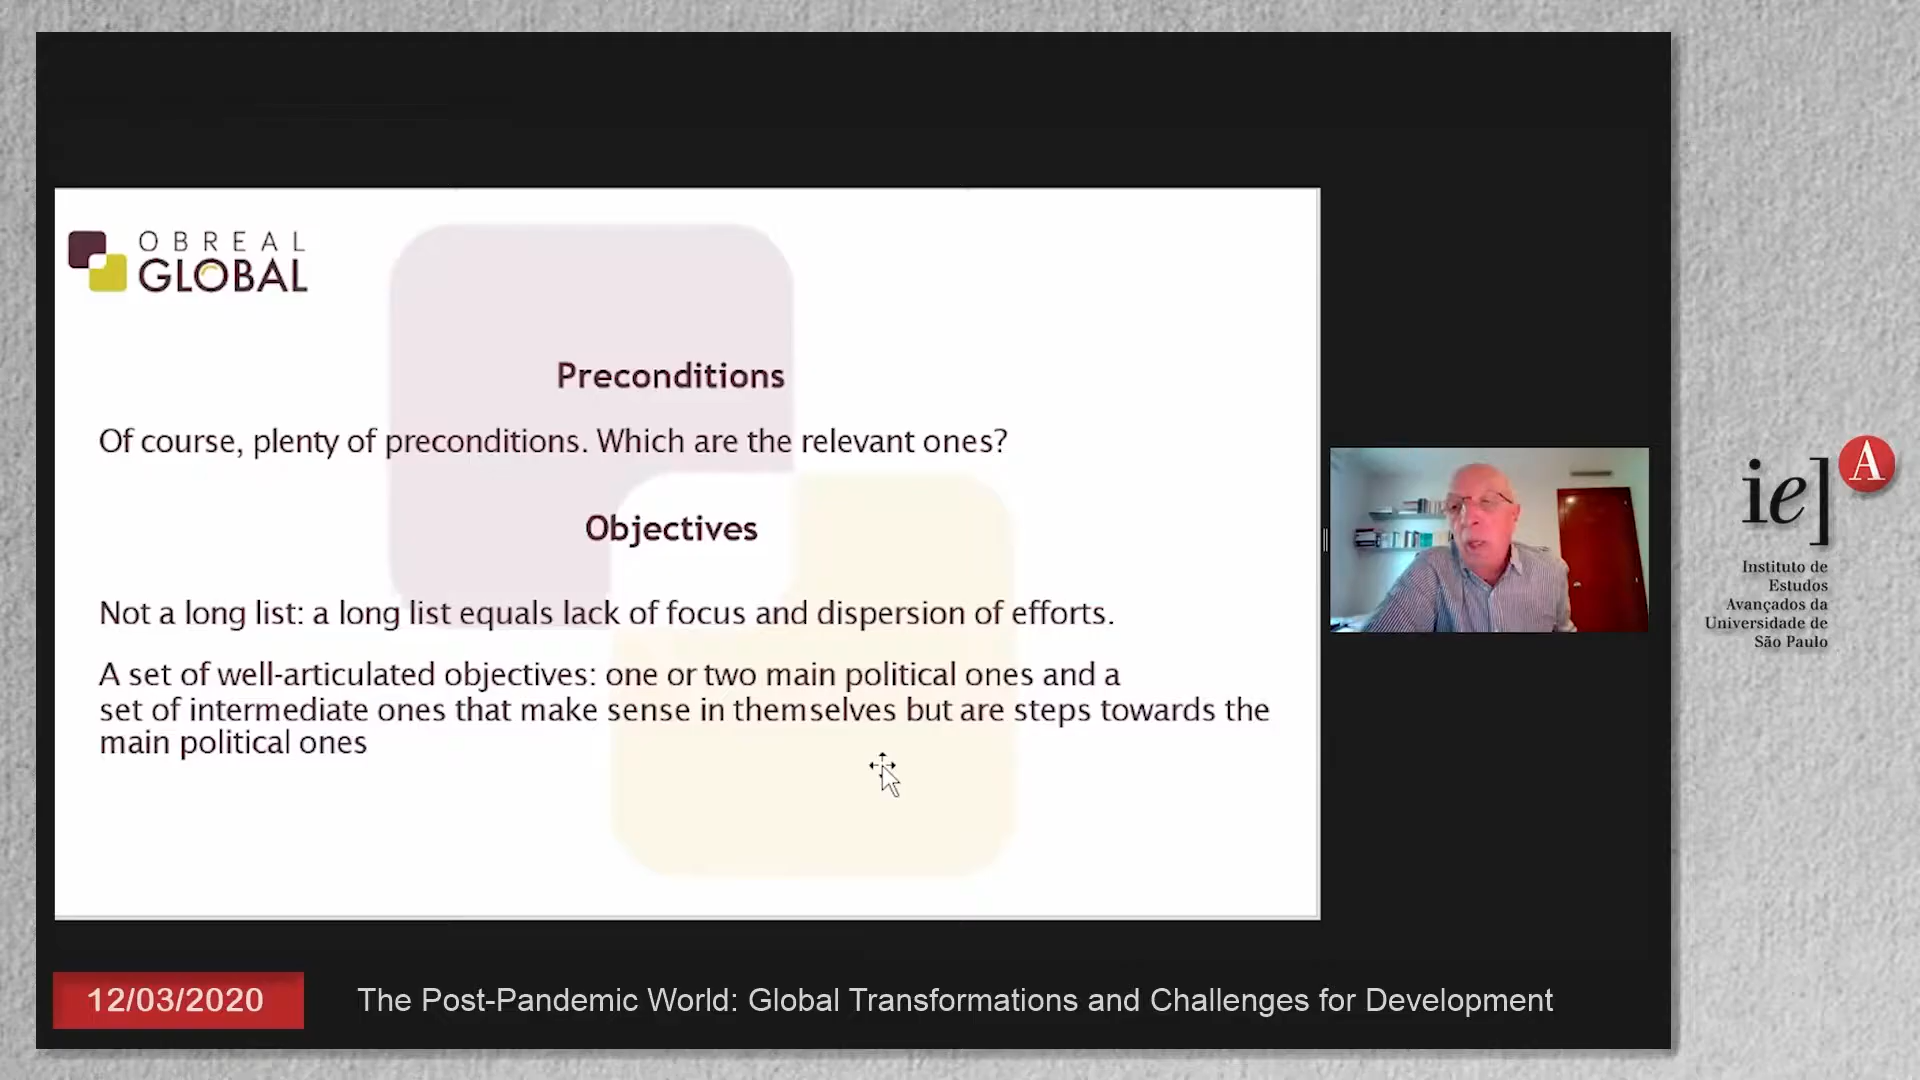 OBREAL
GLOBAL
Preconditions
Of course, plenty of preconditions. Which are the relevant ones?
Objectives
Not a long list: a long list equals lack of focus and dispersion of efforts.
A set of well-articulated objectives: one or two main political ones and a
set of intermediate ones that make sense in themselves but are steps towards the
main political ones
ie] A
Instituto de
Estudos
Avançados da
Universidade de
São Paulo
12/03/2020
The Post-Pandemic World: Global Transformations and Challenges for Development